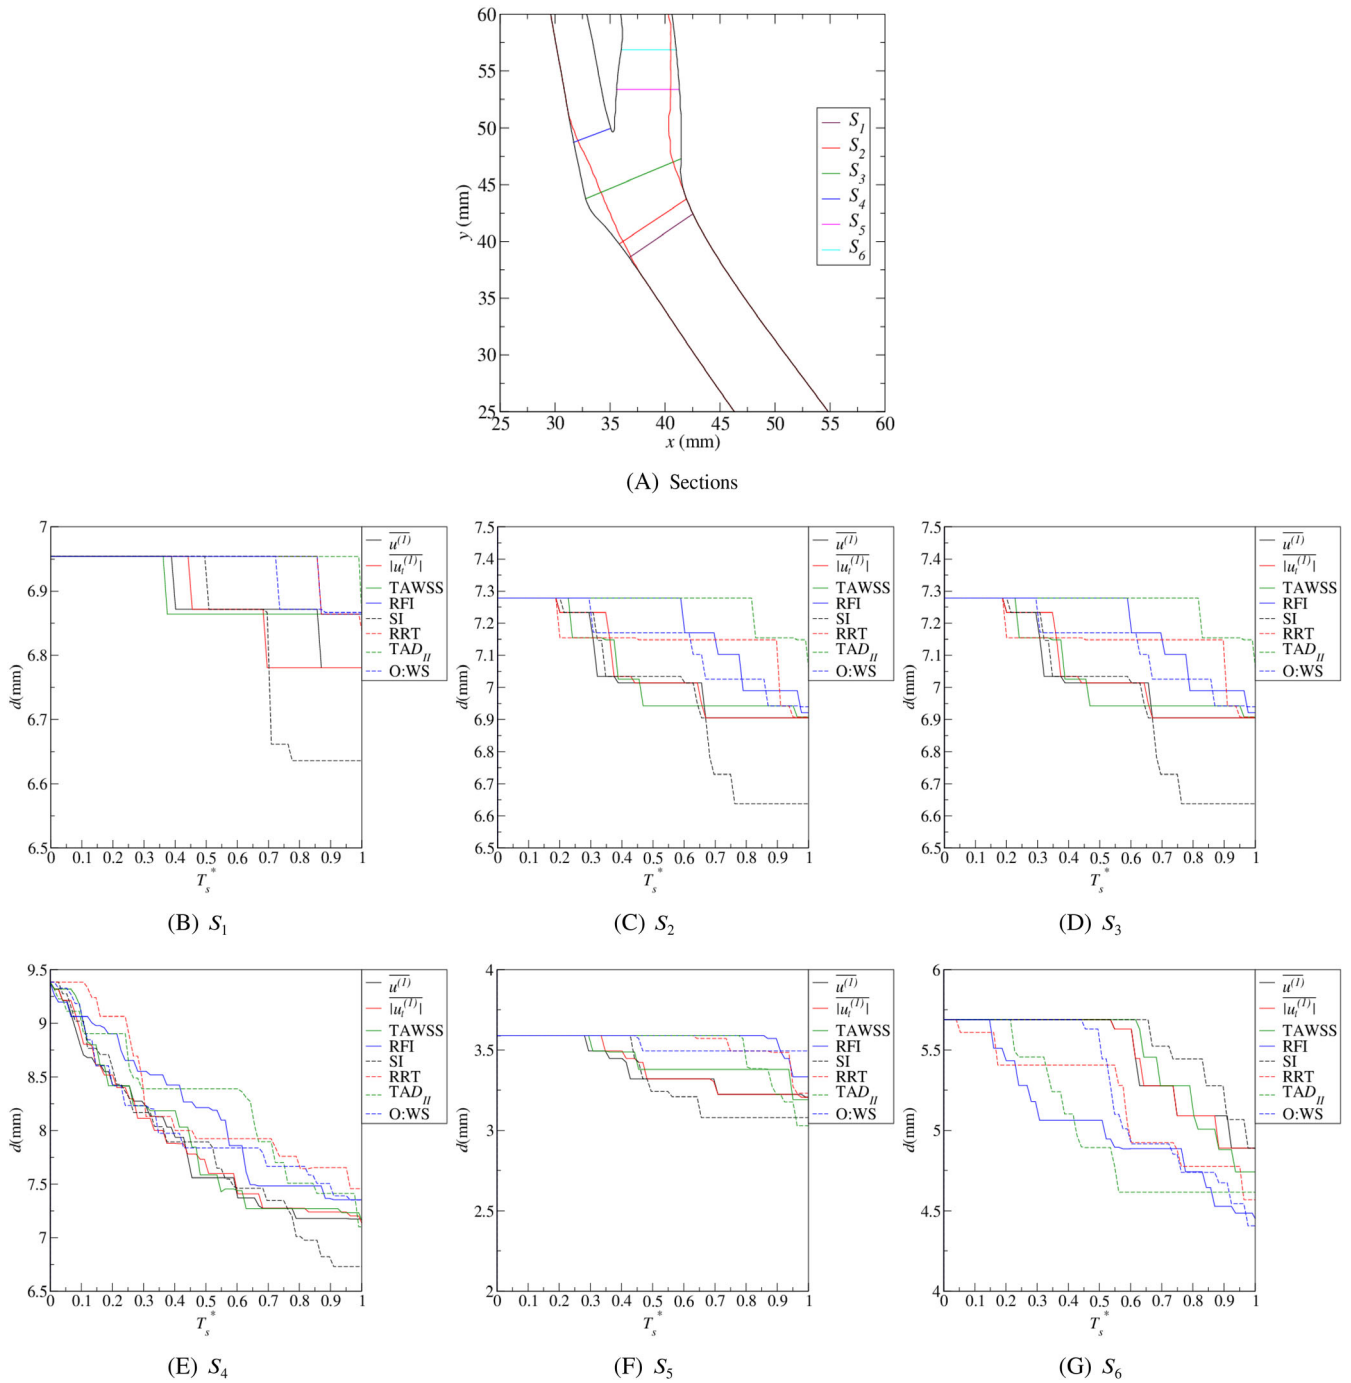 60
55
50
45
40
35
30
25
y (mm)
25 30 35 40 45 50 55 60
x (mm)
S1
S2
S3
S4
S5
S6
(A) Sections
7
6.9
6.8
6.7
6.6
6.5
d(mm)
0 0.1 0.2 0.3 0.4 0.5 0.6 0.7 0.8 0.9 1
Ts*
u(1)
|ut(1)|
TAWSS
RFI
SI
RRT
TADII
O:WS
(B) S1
7.5
7.4
7.3
7.2
7.1
7
6.9
6.8
6.7
6.6
6.5
d(mm)
0 0.1 0.2 0.3 0.4 0.5 0.6 0.7 0.8 0.9 1
Ts*
u(1)
|ut(1)|
TAWSS
RFI
SI
RRT
TADII
O:WS
(C) S2
7.5
7.4
7.3
7.2
7.1
7
6.9
6.8
6.7
6.6
6.5
d(mm)
0 0.1 0.2 0.3 0.4 0.5 0.6 0.7 0.8 0.9 1
Ts*
u(1)
|ut(1)|
TAWSS
RFI
SI
RRT
TADII
O:WS
(D) S3
9.5
9
8.5
8
7.5
7
6.5
d(mm)
0 0.1 0.2 0.3 0.4 0.5 0.6 0.7 0.8 0.9 1
Ts*
u(1)
|ut(1)|
TAWSS
RFI
SI
RRT
TADII
O:WS
(E) S4
4
3.5
3
2.5
2
d(mm)
0 0.1 0.2 0.3 0.4 0.5 0.6 0.7 0.8 0.9 1
Ts*
u(1)
|ut(1)|
TAWSS
RFI
SI
RRT
TADII
O:WS
(F) S5
6
5.5
5
4.5
4
d(mm)
0 0.1 0.2 0.3 0.4 0.5 0.6 0.7 0.8 0.9 1
Ts*
u(1)
|ut(1)|
TAWSS
RFI
SI
RRT
TADII
O:WS
(G) S6